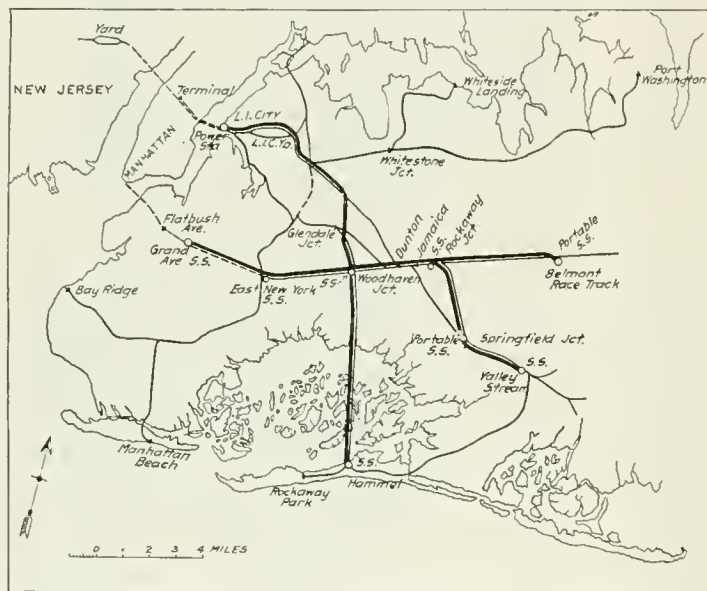 Yard
NEW JERSEY
Terminal
MANHATTAN
L.I. CITY
Power
Sta
L.I.C.Yd.
Whiteside
Landing
Port
Washington
Whitestone
Jct.
Flatbush
Ave.
Grand
Ave S.S.
Glendale
Jct.
Dunton
Jamaica
S.S.
Rockaway
Jct.
Portable
S.S.
East New York
S.S.
S.S.
Woodhaven
Jct.
Belmont
Race Track
Bay Ridge
Portable
S.S.
Springfield Jct.
S.S.
Valley
Stream
Manhattan
Beach
S.S.
Hammel
Rockaway
Park
0 1 2 3 4 MILES